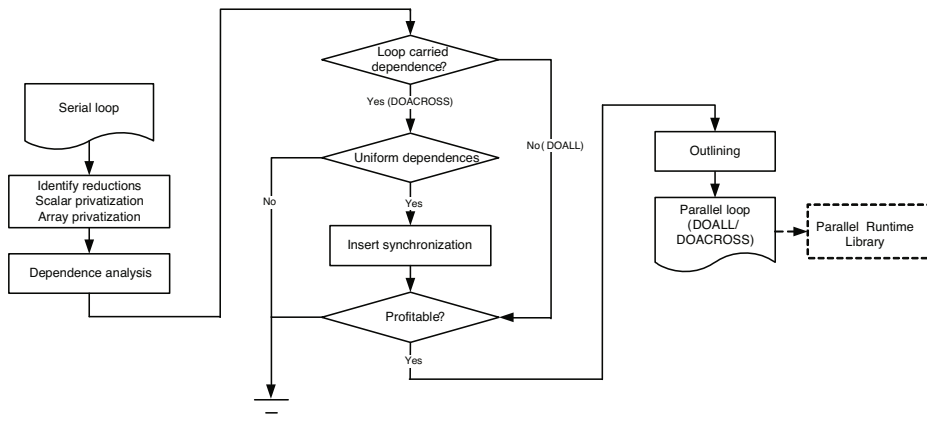 Serial loop
Identify reductions
Scalar privatization
Array privatization
Dependence analysis
Loop carried
dependence?
Yes (DOACROSS)
No( DOALL)
Uniform dependences
No
Yes
Insert synchronization
Profitable?
Yes
Outlining
Parallel loop
(DOALL/
DOACROSS)
Parallel Runtime
Library